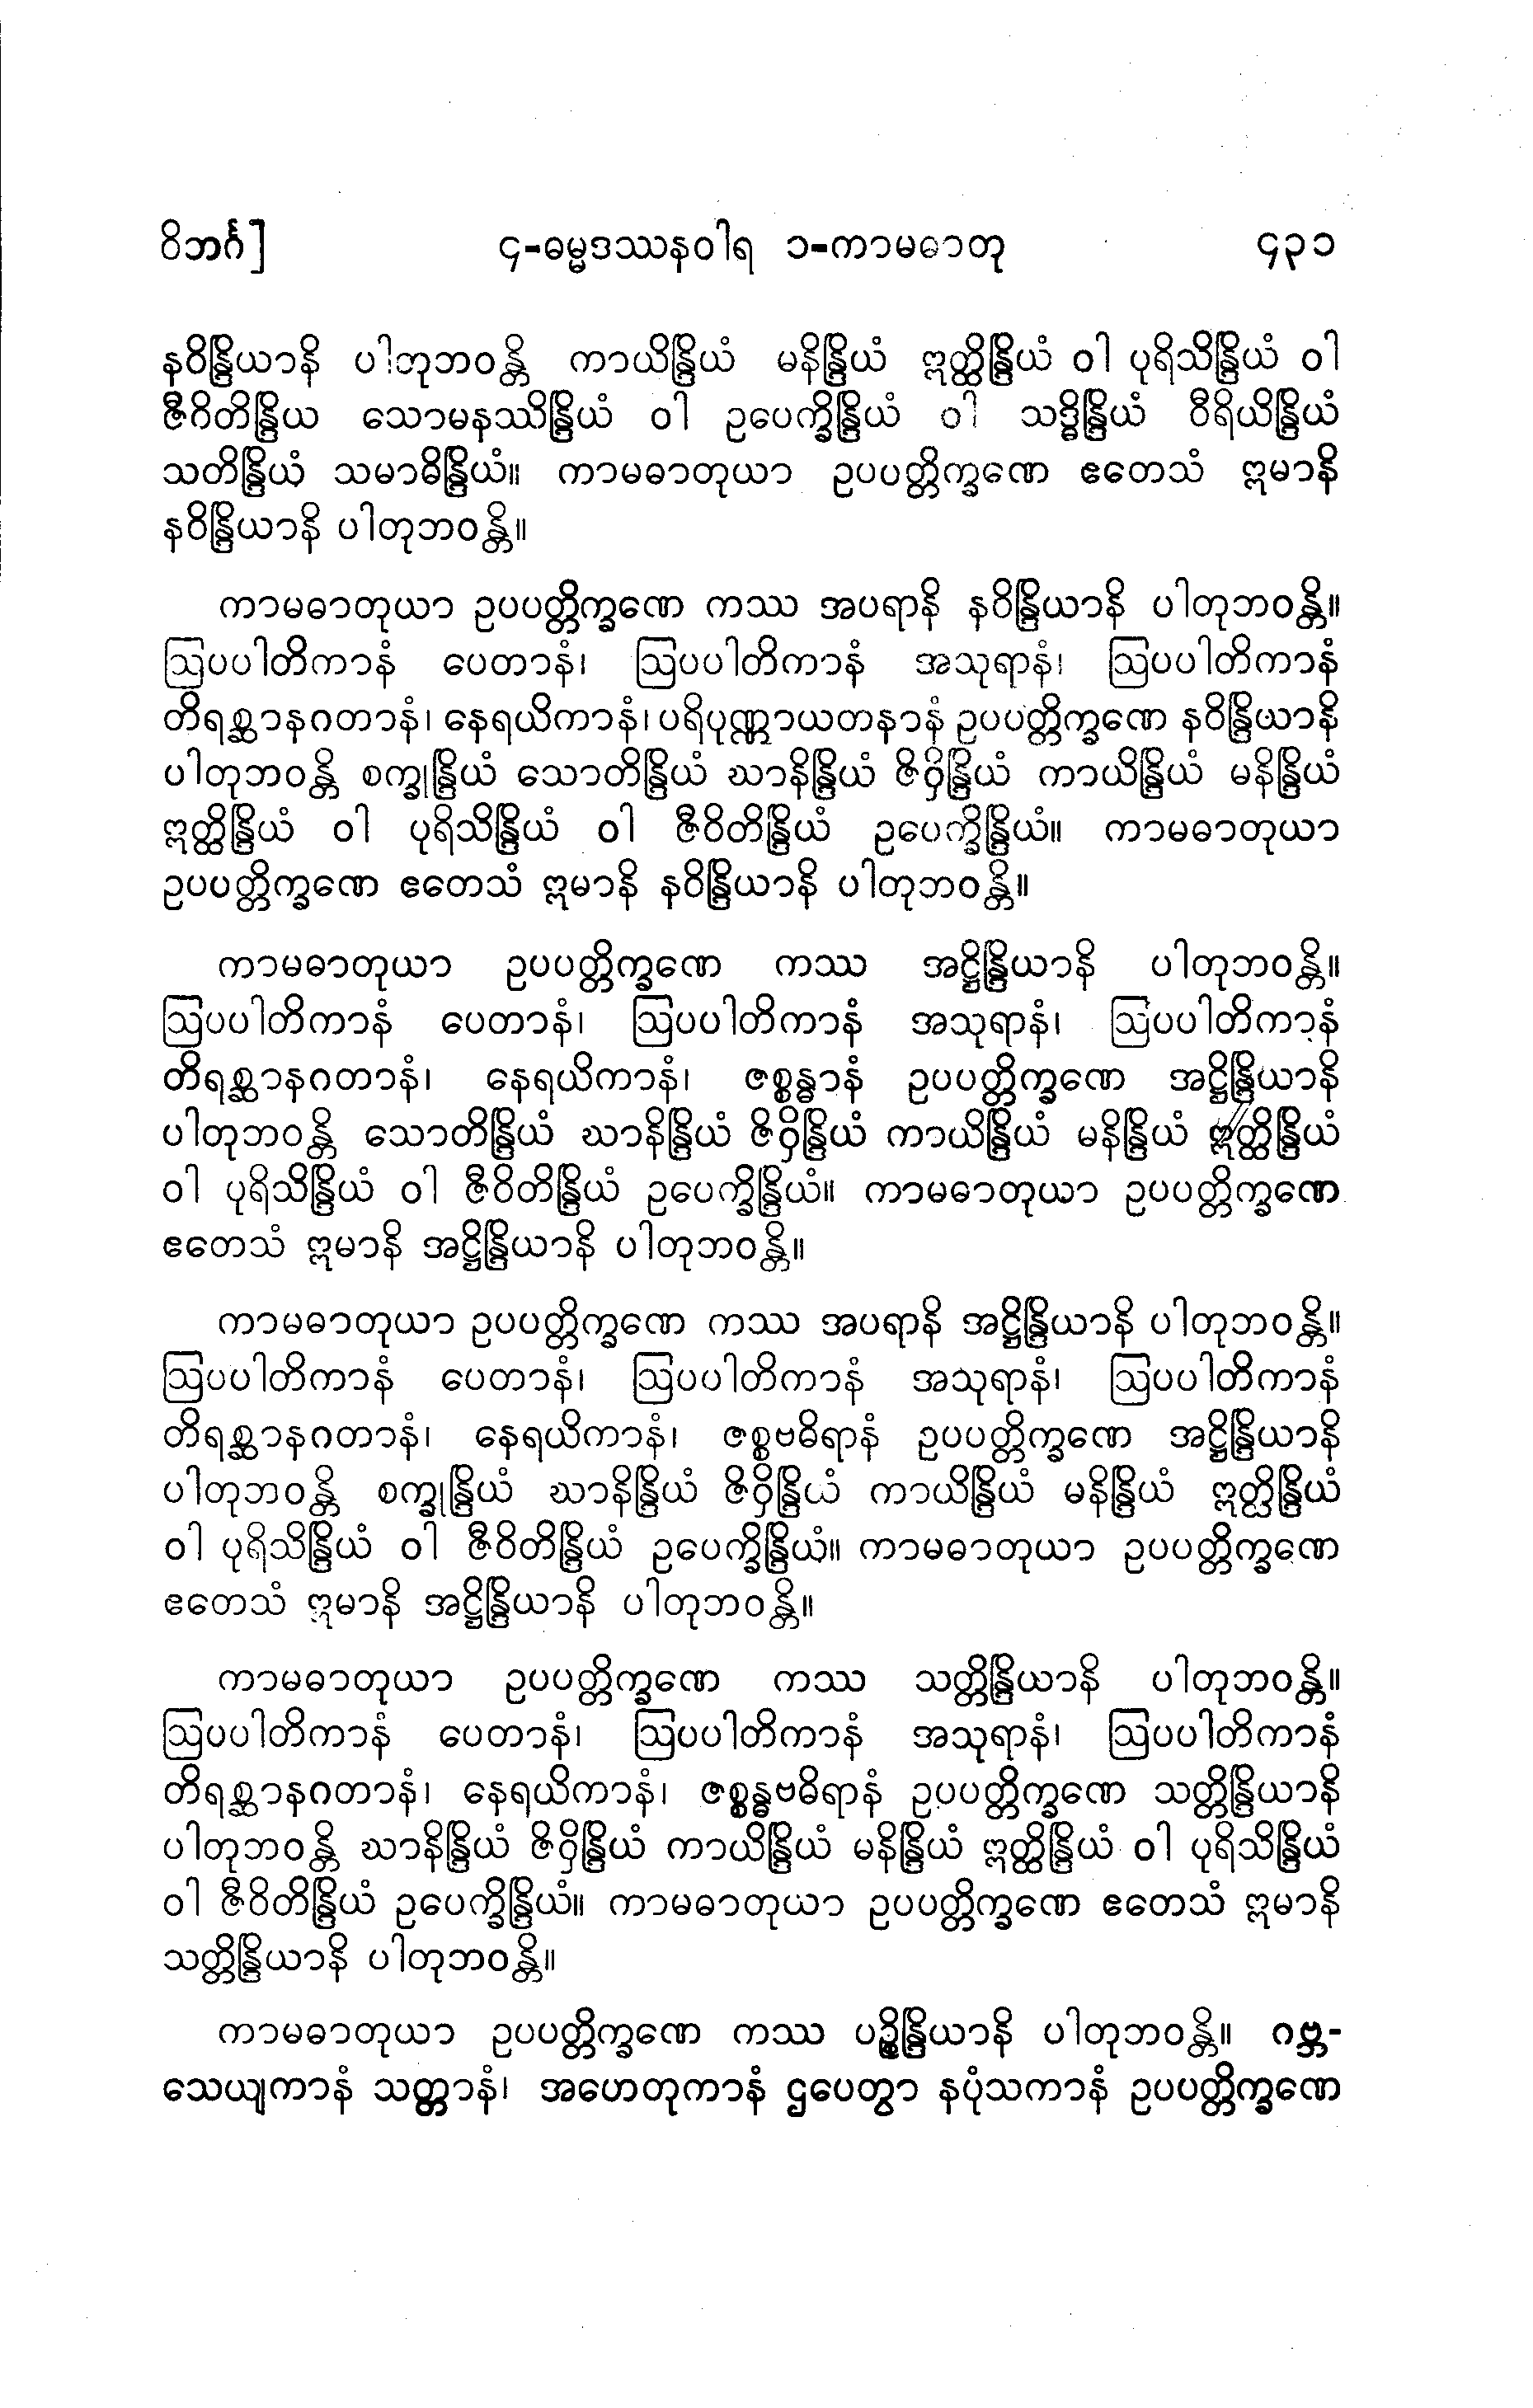 ဝိဘင်္ဂ] ၄-ဓမ္မဒဿနဝါရ ၁-ကာမဓာတု ၄၃၁
နဝိန္ဒြိယာနိ ပါတုဘဝန္တိ ကာယိန္ဒြိယံ မနိန္ဒြိယံ ဣတ္ထိန္ဒြိယံ ဝါ ပုရိသိန္ဒြိယံ ဝါ
ဇီဝိတိန္ဒြိယ သောမနဿိန္ဒြိယံ ဝါ ဥပေက္ခိန္ဒြိယံ ဝါ သဒ္ဓိန္ဒြိယံ ဝီရိယိန္ဒြိယံ
သတိန္ဒြိယံ သမာဓိန္ဒြိယံ။ ကာမဓာတုယာ ဥပပတ္တိက္ခဏေ ဧတေသံ ဣမာနိ
နဝိန္ဒြိယာနိ ပါတုဘဝန္တိ။
ကာမဓာတုယာ ဥပပတ္တိက္ခဏေ ကဿ အပရာနိ နဝိန္ဒြိယာနိ ပါတုဘဝန္တိ။
ဩပပါတိကာနံ ပေတာနံ၊ ဩပပါတိကာနံ အသုရာနံ၊ ဩပပါတိကာနံ
တိရစ္ဆာနဂတာနံ၊ နေရယိကာနံ၊ ပရိပုဏ္ဏာယတနာနံ ဥပပတ္တိက္ခဏေ နဝိန္ဒြိယာနိ
ပါတုဘဝန္တိ စက္ခုန္ဒြိယံ သောတိန္ဒြိယံ ဃာနိန္ဒြိယံ ဇိဝှိန္ဒြိယံ ကာယိန္ဒြိယံ မနိန္ဒြိယံ
ဣတ္ထိန္ဒြိယံ ဝါ ပုရိသိန္ဒြိယံ ဝါ ဇီဝိတိန္ဒြိယံ ဥပေက္ခိန္ဒြိယံ။ ကာမဓာတုယာ
ဥပပတ္တိက္ခဏေ ဧတေသံ ဣမာနိ နဝိန္ဒြိယာနိ ပါတုဘဝန္တိ။
ကာမဓာတုယာ ဥပပတ္တိက္ခဏေ ကဿ အဋ္ဌိန္ဒြိယာနိ ပါတုဘဝန္တိ။
ဩပပါတိကာနံ ပေတာနံ၊ ဩပပါတိကာနံ အသုရာနံ၊ ဩပပါတိကာနံ
တိရစ္ဆာနဂတာနံ၊ နေရယိကာနံ၊ ဇစ္စန္ဓာနံ ဥပပတ္တိက္ခဏေ အဋ္ဌိန္ဒြိယာနိ
ပါတုဘဝန္တိ သောတိန္ဒြိယံ ဃာနိန္ဒြိယံ ဇိဝှိန္ဒြိယံ ကာယိန္ဒြိယံ မနိန္ဒြိယံ ဣတ္ထိန္ဒြိယံ
ဝါ ပုရိသိန္ဒြိယံ ဝါ ဇီဝိတိန္ဒြိယံ ဥပေက္ခိန္ဒြိယံ။ ကာမဓာတုယာ ဥပပတ္တိက္ခဏေ
ဧတေသံ ဣမာနိ အဋ္ဌိန္ဒြိယာနိ ပါတုဘဝန္တိ။
ကာမဓာတုယာ ဥပပတ္တိက္ခဏေ ကဿ အပရာနိ အဋ္ဌိန္ဒြိယာနိ ပါတုဘဝန္တိ။
ဩပပါတိကာနံ ပေတာနံ၊ ဩပပါတိကာနံ အသုရာနံ၊ ဩပပါတိကာနံ
တိရစ္ဆာနဂတာနံ၊ နေရယိကာနံ၊ ဇစ္စဗဓိရာနံ ဥပပတ္တိက္ခဏေ အဋ္ဌိန္ဒြိယာနိ
ပါတုဘဝန္တိ စက္ခုန္ဒြိယံ ဃာနိန္ဒြိယံ ဇိဝှိန္ဒြိယံ ကာယိန္ဒြိယံ မနိန္ဒြိယံ ဣတ္ထိန္ဒြိယံ
ဝါ ပုရိသိန္ဒြိယံ ဝါ ဇီဝိတိန္ဒြိယံ ဥပေက္ခိန္ဒြိယံ။ ကာမဓာတုယာ ဥပပတ္တိက္ခဏေ
ဧတေသံ ဣမာနိ အဋ္ဌိန္ဒြိယာနိ ပါတုဘဝန္တိ။
ကာမဓာတုယာ ဥပပတ္တိက္ခဏေ ကဿ သတ္တိန္ဒြိယာနိ ပါတုဘဝန္တိ။
ဩပပါတိကာနံ ပေတာနံ၊ ဩပပါတိကာနံ အသုရာနံ၊ ဩပပါတိကာနံ
တိရစ္ဆာနဂတာနံ၊ နေရယိကာနံ၊ ဇစ္စန္ဓဗဓိရာနံ ဥပပတ္တိက္ခဏေ သတ္တိန္ဒြိယာနိ
ပါတုဘဝန္တိ ဃာနိန္ဒြိယံ ဇိဝှိန္ဒြိယံ ကာယိန္ဒြိယံ မနိန္ဒြိယံ ဣတ္ထိန္ဒြိယံ ဝါ ပုရိသိန္ဒြိယံ
ဝါ ဇီဝိတိန္ဒြိယံ ဥပေက္ခိန္ဒြိယံ။ ကာမဓာတုယာ ဥပပတ္တိက္ခဏေ ဧတေသံ ဣမာနိ
သတ္တိန္ဒြိယာနိ ပါတုဘဝန္တိ။
ကာမဓာတုယာ ဥပပတ္တိက္ခဏေ ကဿ ပဉ္စိန္ဒြိယာနိ ပါတုဘဝန္တိ။ ဂဗ္ဘ-
သေယျကာနံ သတ္တာနံ၊ အဟေတုကာနံ ဌပေတွာ နပုံသကာနံ ဥပပတ္တိက္ခဏေ